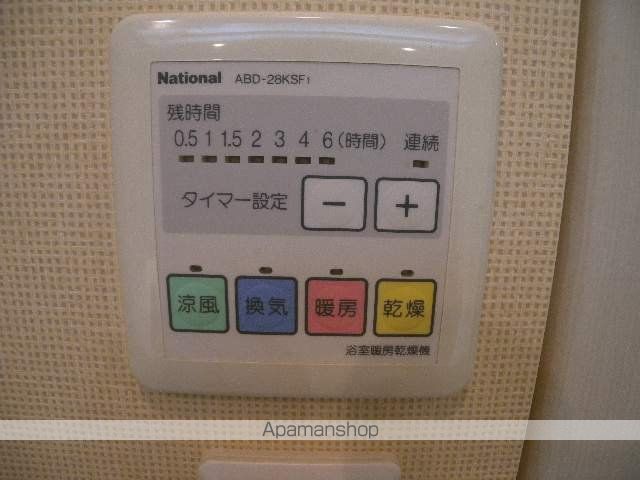 National ABD-28KSF1
残時間
0.5 1 1.5 2 3 4 6 (時間) 連続
タイマー設定 − +
涼風 換気 暖房 乾燥
浴室暖房乾燥機
Apamanshop